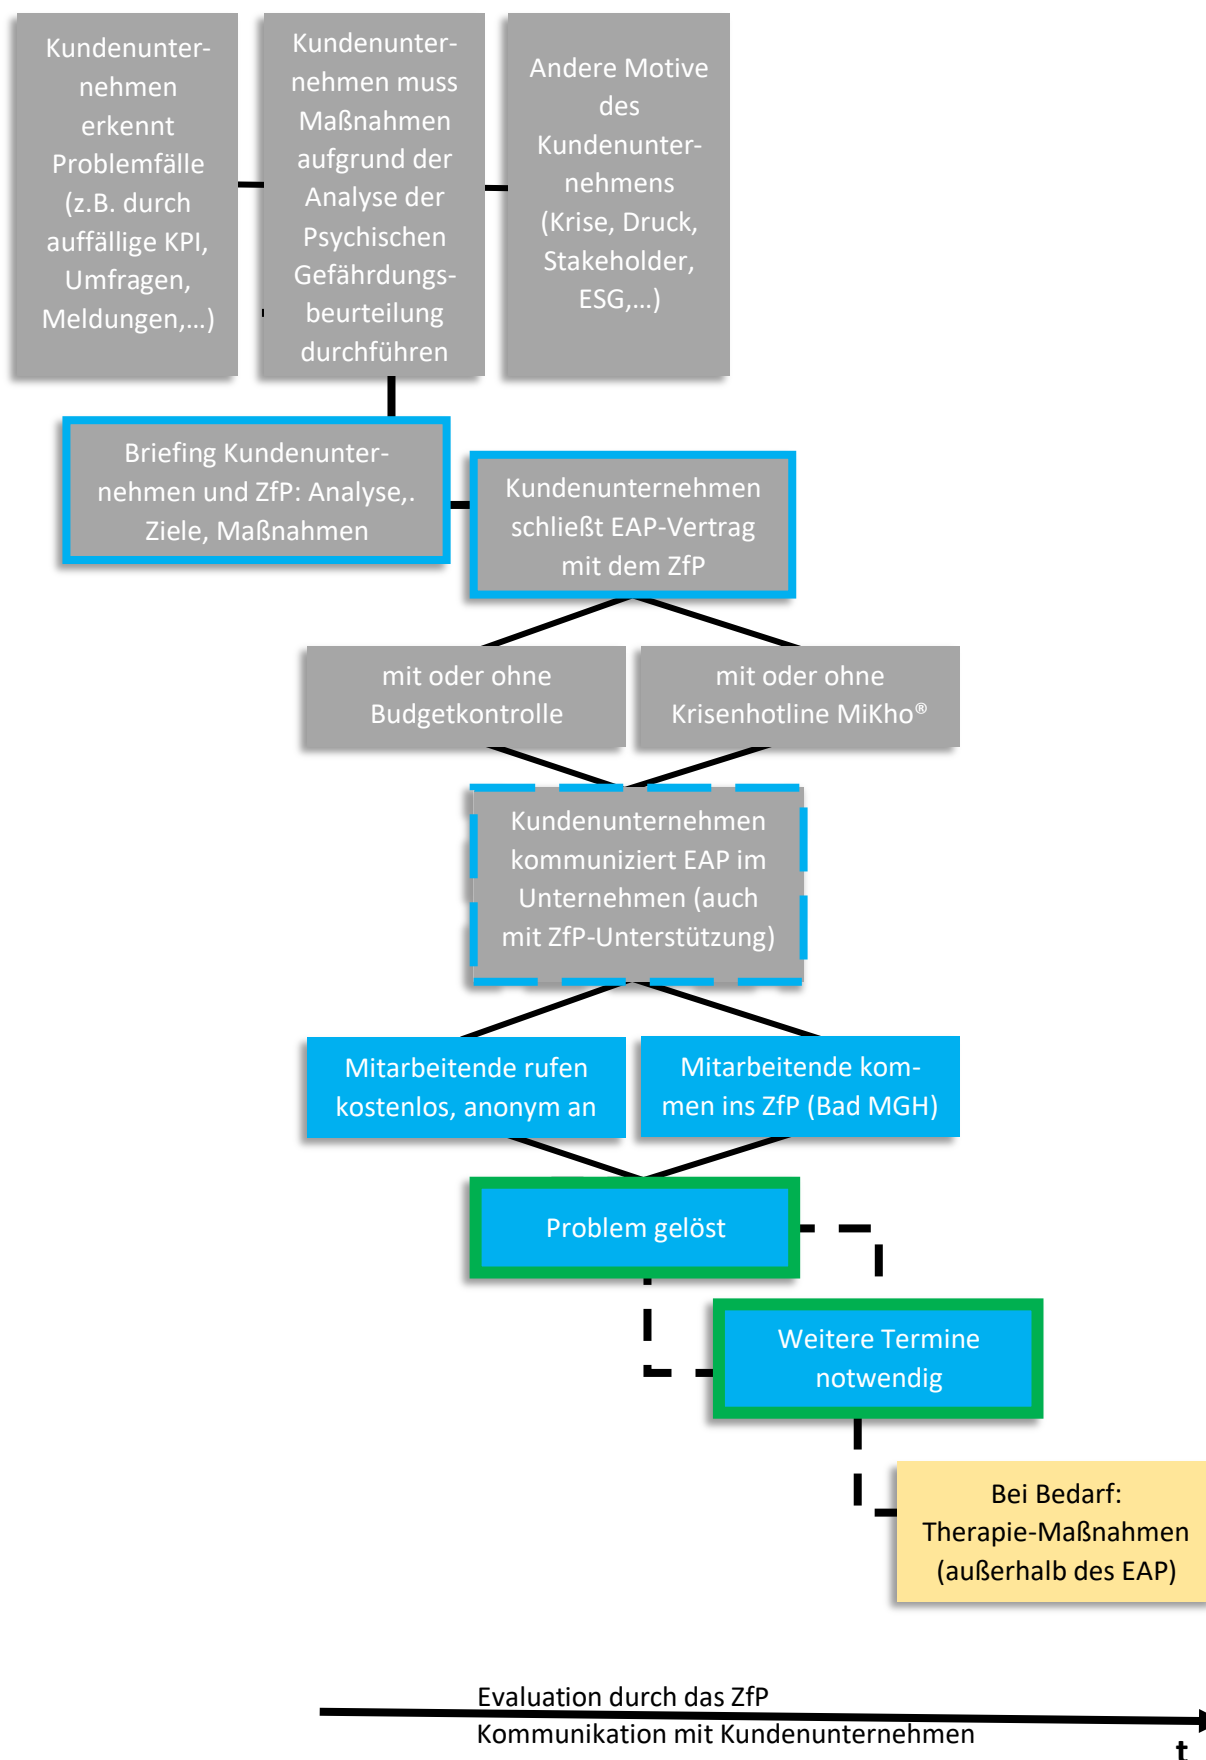 Kundenunter-
nehmen
erkennt
Problemfälle
(z.B. durch
auffällige KPI,
Umfragen,
Meldungen,…)
Kundenunter-
nehmen muss
Maßnahmen
aufgrund der
Analyse der
Psychischen
Gefährdungs-
beurteilung
durchführen
Andere Motive
des
Kundenunter-
nehmens
(Krise, Druck,
Stakeholder,
ESG,…)
Briefing Kundenunter-
nehmen und ZfP: Analyse,.
Ziele, Maßnahmen
Kundenunternehmen
schließt EAP-Vertrag
mit dem ZfP
mit oder ohne
Budgetkontrolle
mit oder ohne
Krisenhotline MiKho®
Kundenunternehmen
kommuniziert EAP im
Unternehmen (auch
mit ZfP-Unterstützung)
Mitarbeitende rufen
kostenlos, anonym an
Mitarbeitende kom-
men ins ZfP (Bad MGH)
Problem gelöst
Weitere Termine
notwendig
Bei Bedarf:
Therapie-Maßnahmen
(außerhalb des EAP)
Evaluation durch das ZfP
Kommunikation mit Kundenunternehmen
t